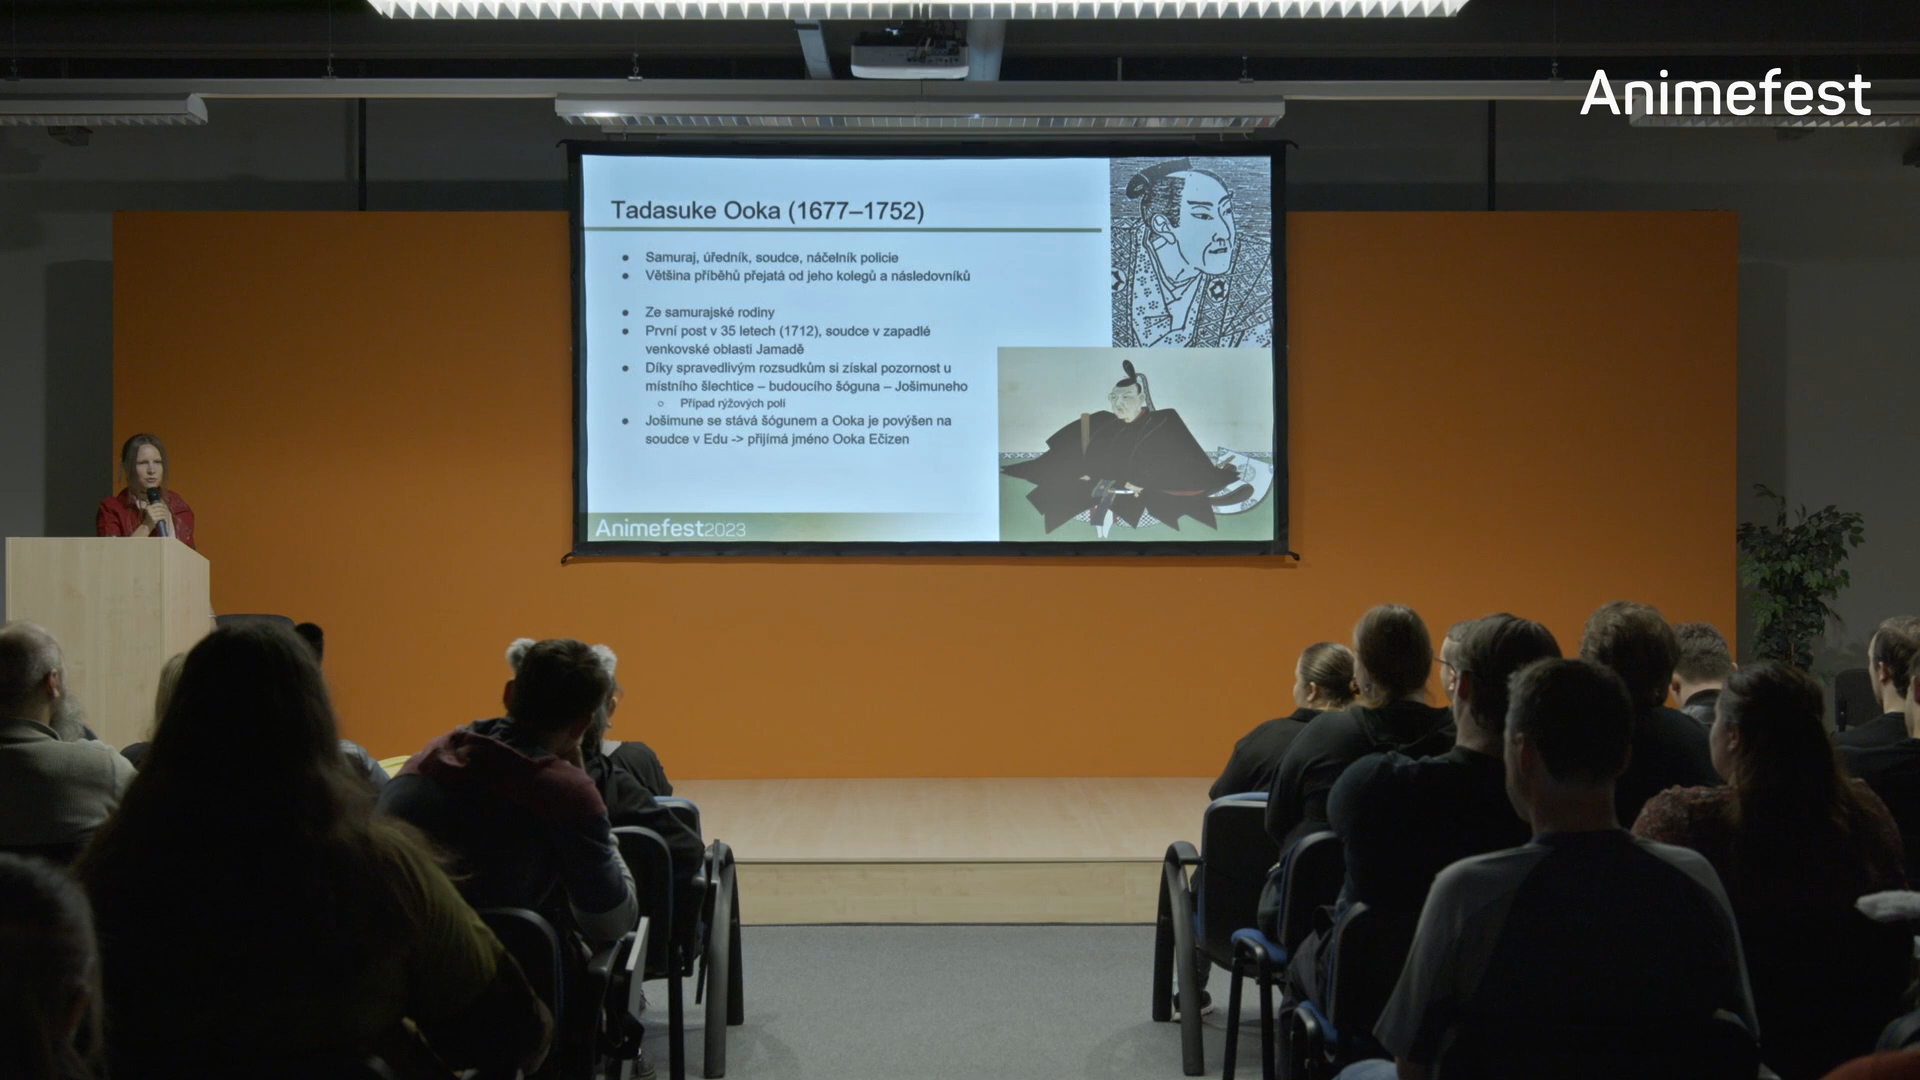 Animefest
Tadasuke Ooka (1677–1752)
● Samuraj, úředník, soudce, náčelník policie
● Většina příběhů přejatá od jeho kolegů a následovníků
● Ze samurajské rodiny
● První post v 35 letech (1712), soudce v zapadlé
venkovské oblasti Jamadě
● Díky spravedlivým rozsudkům si získal pozornost u
místního šlechtice – budoucího šóguna – Jošimuneho
○ Případ rýžových polí
● Jošimune se stává šógunem a Ooka je povýšen na
soudce v Edu -> přijímá jméno Ooka Ečizen
Animefest2023